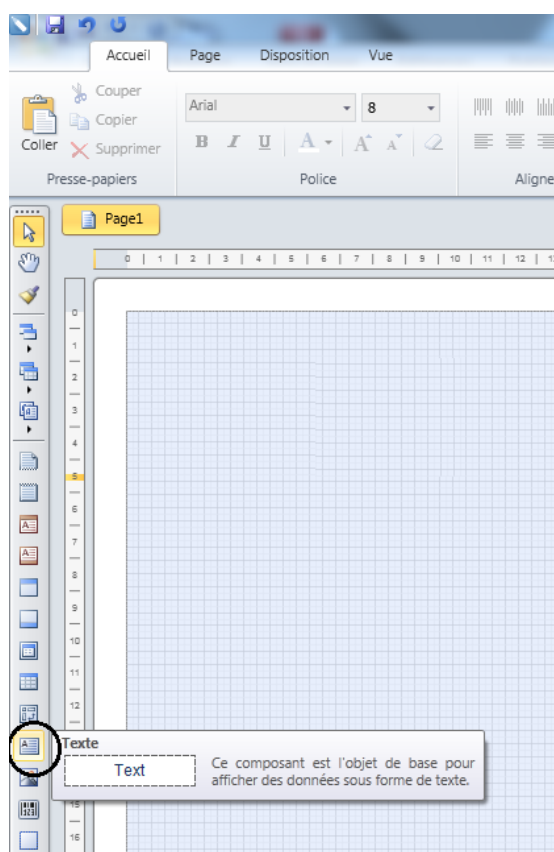 Accueil Page Disposition Vue
Couper
Arial 8
Copier
Coller Supprimer
B I U A A A
Presse-papiers Police Aligne
Page1
0 1 2 3 4 5 6 7 8 9 10 11 12 1
0
1
2
3
4
5
6
7
8
9
10
11
12
Texte
Text
Ce composant est l'objet de base pour
afficher des données sous forme de texte.
15
16